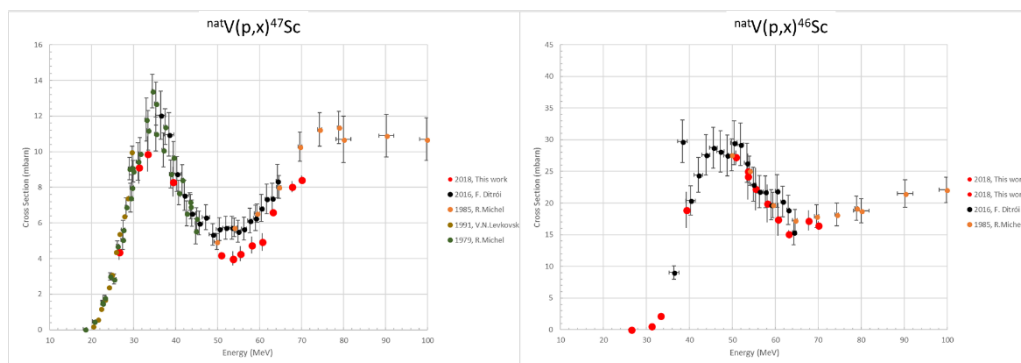 natV(p,x)47Sc
16
14
12
10
8
6
4
2
0
Cross Section (mbarn)
10 20 30 40 50 60 70 80 90 100
Energy (MeV)
2018, This work
2016, F. Ditrói
1985, R.Michel
1991, V.N.Levkovsk
1979, R.Michel
natV(p,x)46Sc
45
40
35
30
25
20
15
10
5
0
Cross Section (mbarn)
10 20 30 40 50 60 70 80 90 100
Energy (MeV)
2018, This work
2018, This work
2016, F. Ditrói
1985, R.Michel